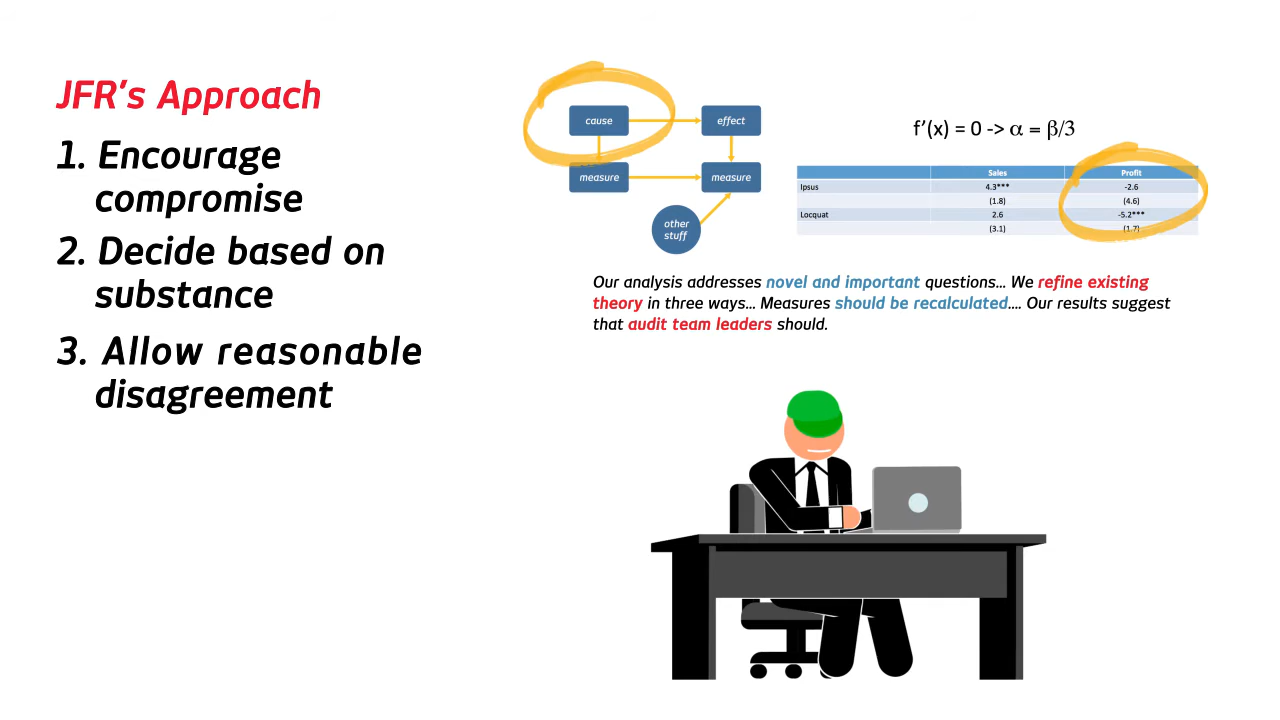 JFR's Approach
1. Encourage
compromise
2. Decide based on
substance
3. Allow reasonable
disagreement
cause
effect
measure
measure
other
stuff
f'(x) = 0 -> α = β/3
Sales Profit
Ipsus 4.3*** -2.6
(1.8) (4.6)
Locquat 2.6 -5.2***
(3.1) (1.7)
Our analysis addresses novel and important questions... We refine existing
theory in three ways... Measures should be recalculated.... Our results suggest
that audit team leaders should.